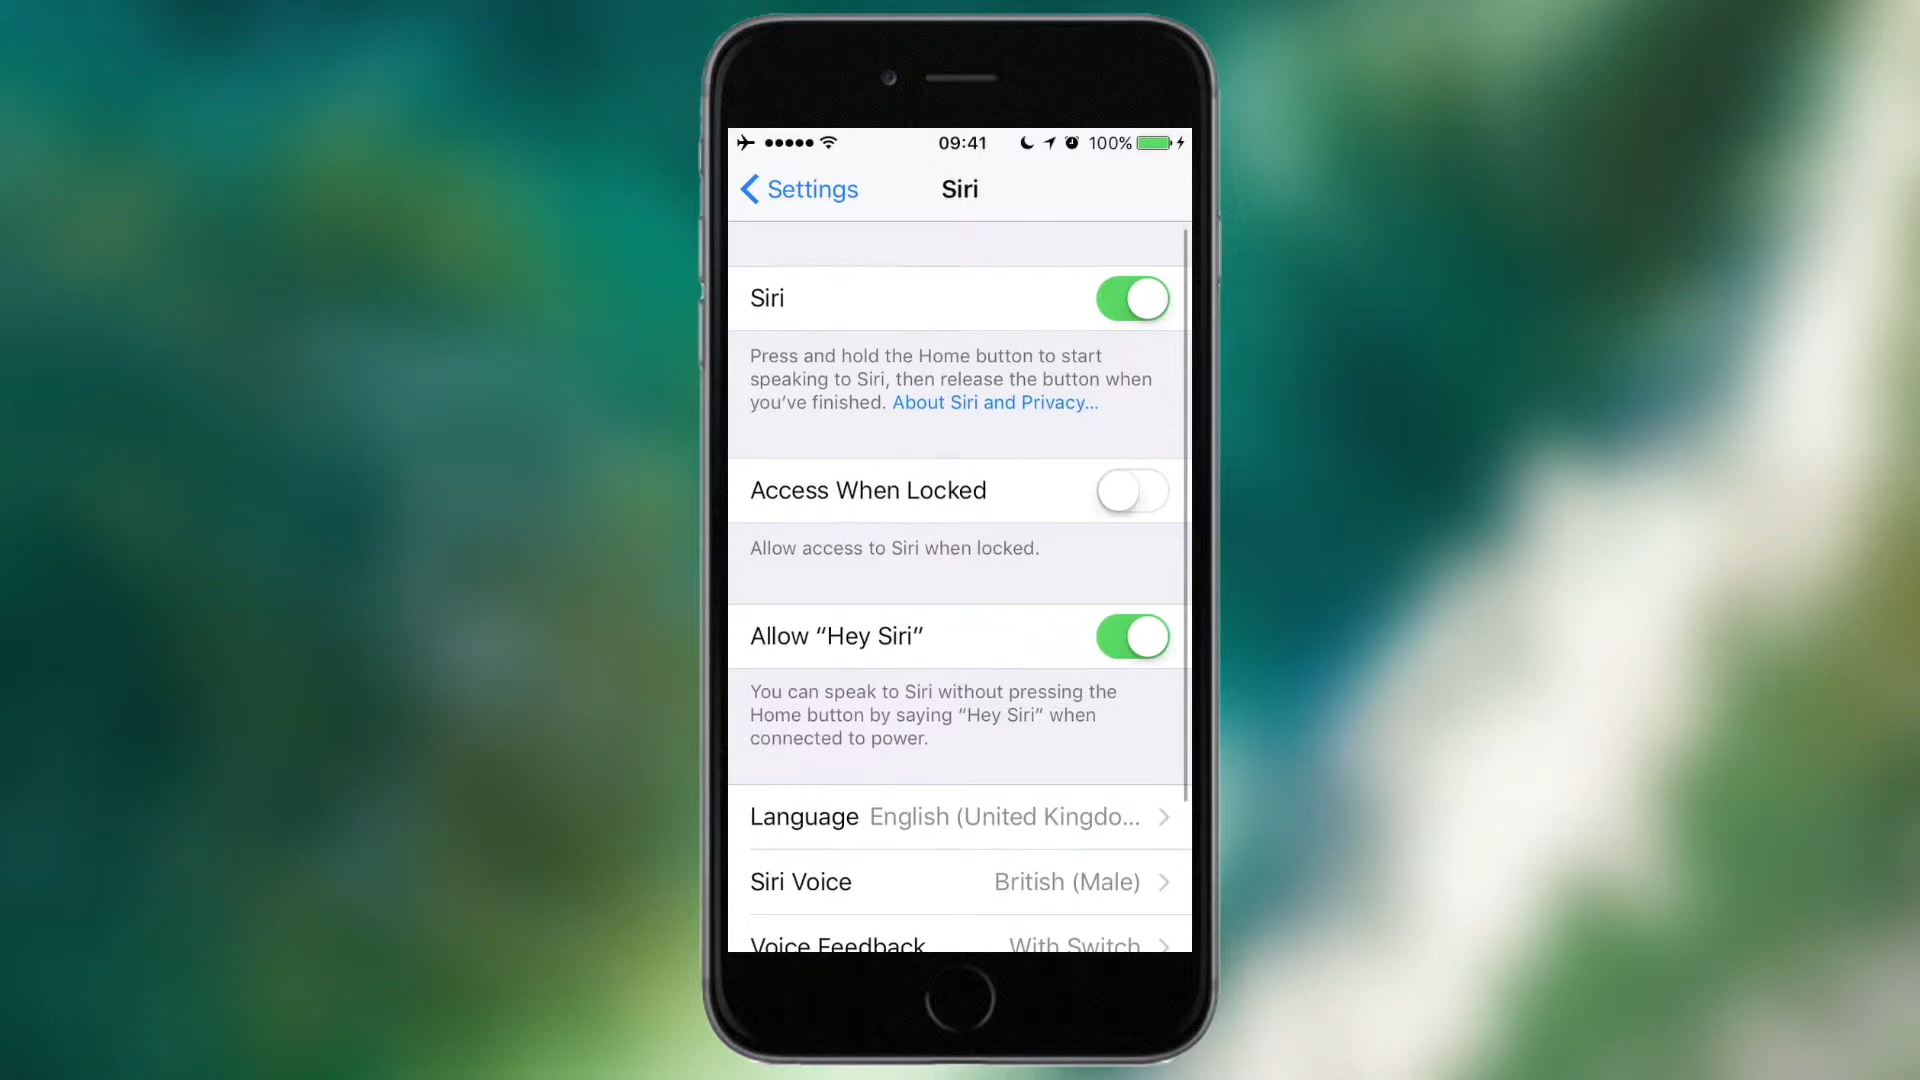 09:41 100%
Settings Siri
Siri
Press and hold the Home button to start
speaking to Siri, then release the button when
you’ve finished. About Siri and Privacy...
Access When Locked
Allow access to Siri when locked.
Allow “Hey Siri”
You can speak to Siri without pressing the
Home button by saying “Hey Siri” when
connected to power.
Language English (United Kingdo...
Siri Voice British (Male)
Voice Feedback With Switch